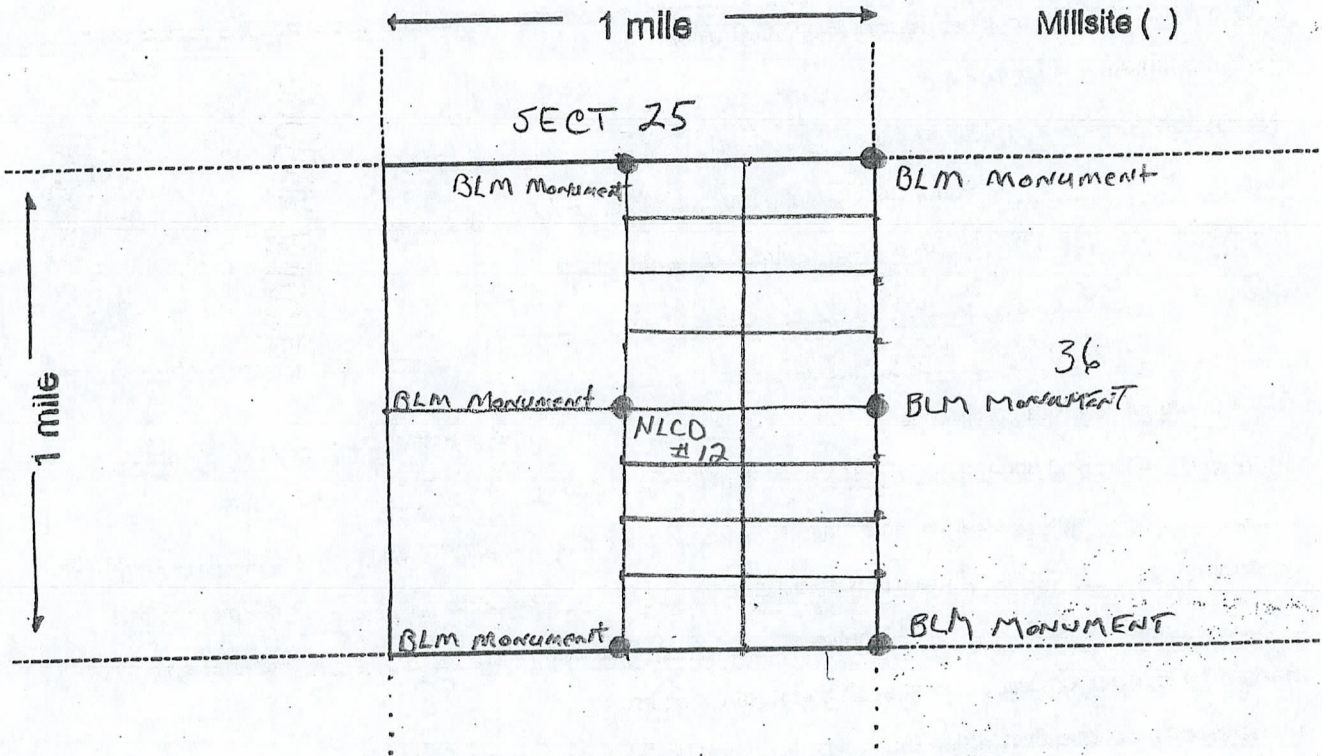 1 mile
Millsite ( )
SECT 25
BLM Monument
BLM Monument
1 mile
36
BLM Monument
BLM MONUMENT
NLCD
#12
BLM Monument
BLM MONUMENT